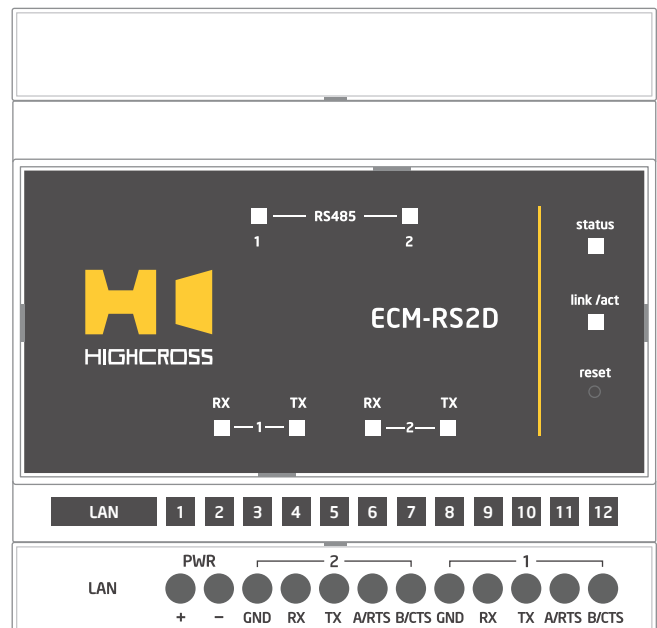 RS485
1 2
status
link /act
ECM-RS2D
HIGHCROSS
reset
RX TX RX TX
1 2
LAN 1 2 3 4 5 6 7 8 9 10 11 12
PWR 2 1
LAN
+ − GND RX TX A/RTS B/CTS GND RX TX A/RTS B/CTS